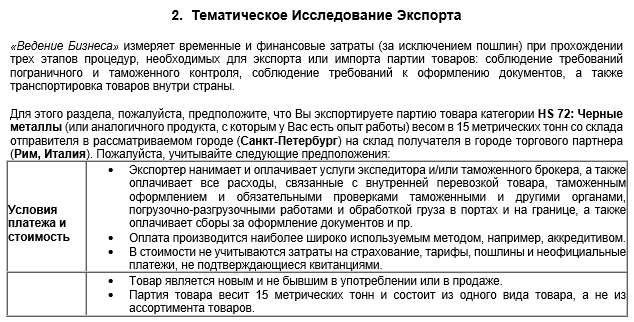 2. Тематическое Исследование Экспорта
«Ведение Бизнеса» измеряет временные и финансовые затраты (за исключением пошлин) при прохождении
трех этапов процедур, необходимых для экспорта или импорта партии товаров: соблюдение требований
пограничного и таможенного контроля, соблюдение требований к оформлению документов, а также
транспортировка товаров внутри страны.
Для этого раздела, пожалуйста, предположите, что Вы экспортируете партию товара категории HS 72: Черные
металлы (или аналогичного продукта, с которым у Вас есть опыт работы) весом в 15 метрических тонн со склада
отправителя в рассматриваемом городе (Санкт-Петербург) на склад получателя в городе торгового партнера
(Рим, Италия). Пожалуйста, учитывайте следующие предположения:
Условия
платежа и
стоимость
• Экспортер нанимает и оплачивает услуги экспедитора и/или таможенного брокера, а также
оплачивает все расходы, связанные с внутренней перевозкой товара, таможенным
оформлением и обязательными проверками таможенными и другими органами,
погрузочно-разгрузочными работами и обработкой груза в портах и на границе, а также
оплачивает сборы за оформление документов и пр.
• Оплата производится наиболее широко используемым методом, например, аккредитивом.
• В стоимости не учитываются затраты на страхование, тарифы, пошлины и неофициальные
платежи, не подтверждающиеся квитанциями.
• Товар является новым и не бывшим в употреблении или в продаже.
• Партия товара весит 15 метрических тонн и состоит из одного вида товара, а не из
ассортимента товаров.